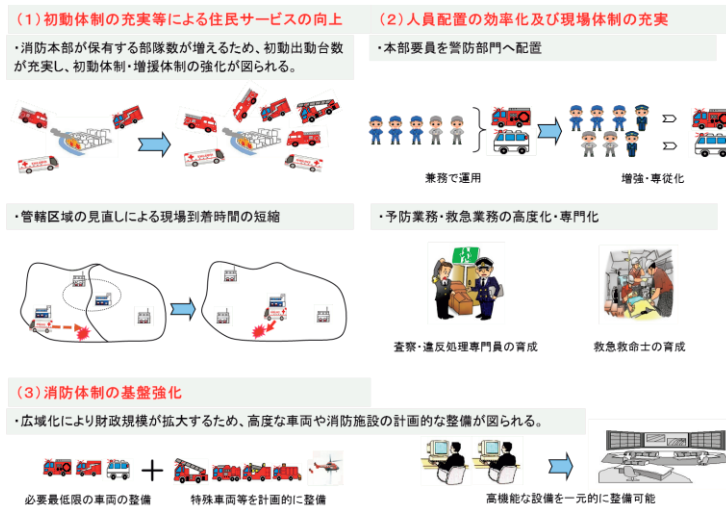 (1)初動体制の充実等による住民サービスの向上
・消防本部が保有する部隊数が増えるため、初動出動台数
が充実し、初動体制・増援体制の強化が図られる。
・管轄区域の見直しによる現場到着時間の短縮
(2)人員配置の効率化及び現場体制の充実
・本部要員を警防部門へ配置
兼務で運用
増強・専従化
・予防業務・救急業務の高度化・専門化
査察・違反処理専門員の育成
救急救命士の育成
(3)消防体制の基盤強化
・広域化により財政規模が拡大するため、高度な車両や消防施設の計画的な整備が図られる。
必要最低限の車両の整備
特殊車両等を計画的に整備
高機能な設備を一元的に整備可能